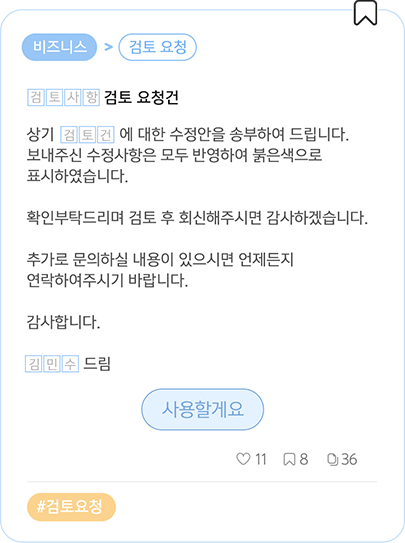 비즈니스 > 검토 요청
검토사항 검토 요청건
상기 검토건 에 대한 수정안을 송부하여 드립니다.
보내주신 수정사항은 모두 반영하여 붉은색으로
표시하였습니다.
확인부탁드리며 검토 후 회신해주시면 감사하겠습니다.
추가로 문의하실 내용이 있으시면 언제든지
연락하여주시기 바랍니다.
감사합니다.
김민수 드림
사용할게요
11 8 36
#검토요청